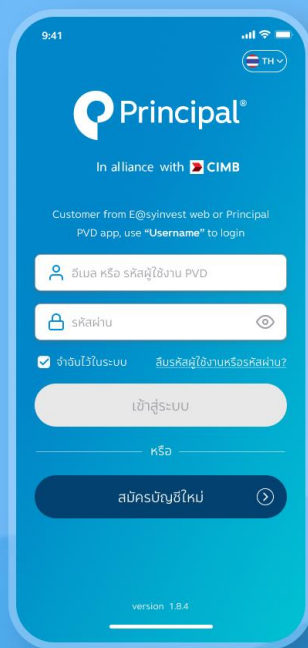 9:41
TH
Principal®
In alliance with CIMB
Customer from E@syinvest web or Principal
PVD app, use “Username” to login
อีเมล หรือ รหัสผู้ใช้งาน PVD
รหัสผ่าน
จำฉันไว้ในระบบ ลืมรหัสผู้ใช้งานหรือรหัสผ่าน?
เข้าสู่ระบบ
หรือ
สมัครบัญชีใหม่
version 1.8.4